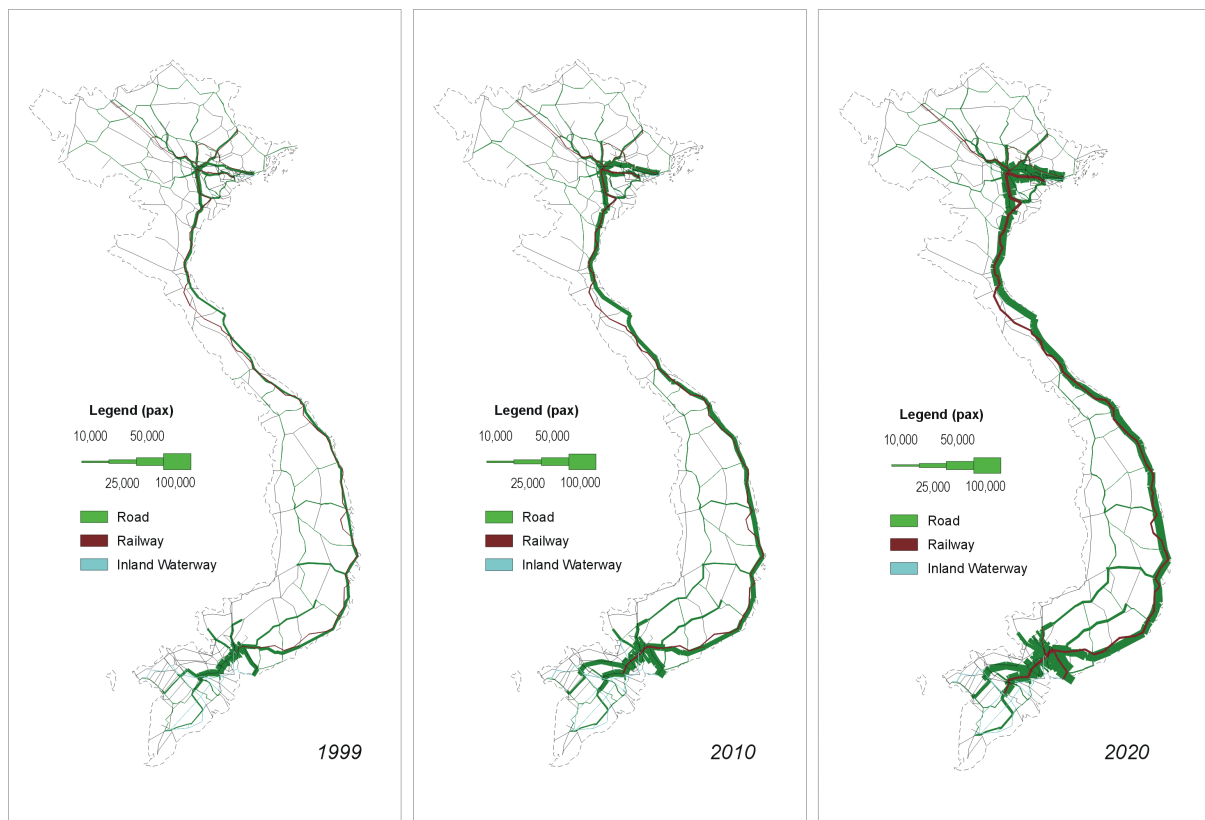 Legend (pax)
10,000 50,000
25,000 100,000
Road
Railway
Inland Waterway
1999
Legend (pax)
10,000 50,000
25,000 100,000
Road
Railway
Inland Waterway
2010
Legend (pax)
10,000 50,000
25,000 100,000
Road
Railway
Inland Waterway
2020